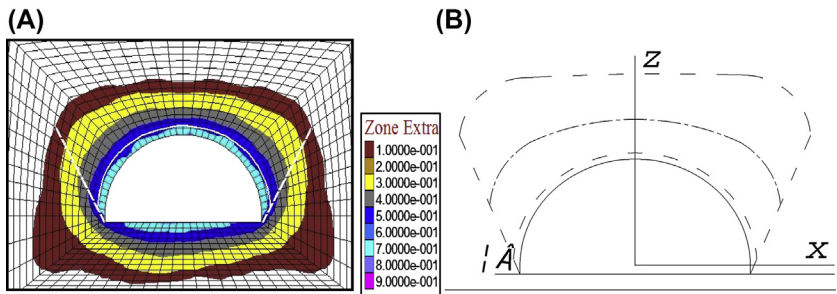 (A)
(B)
Zone Extra
1.0000e-001
2.0000e-001
3.0000e-001
4.0000e-001
5.0000e-001
6.0000e-001
7.0000e-001
8.0000e-001
9.0000e-001
Z
X
Â